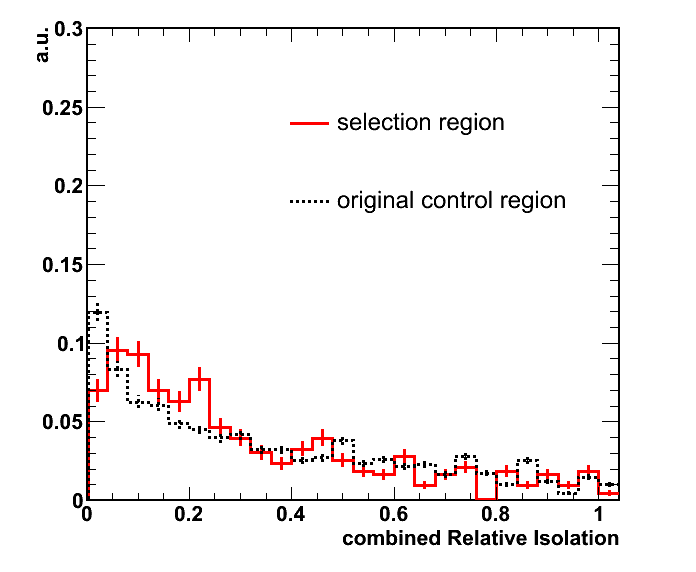 a.u.
0.3
0.25
0.2
0.15
0.1
0.05
0
selection region
original control region
0 0.2 0.4 0.6 0.8 1
combined Relative Isolation